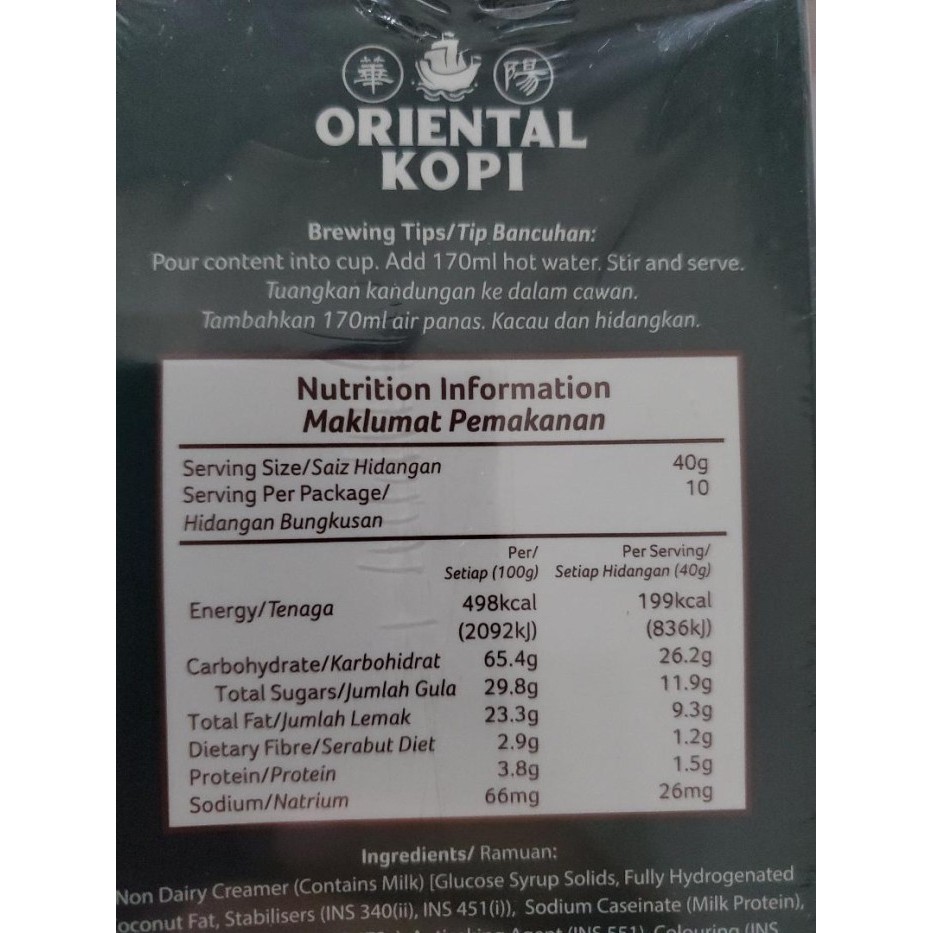 華 陽
ORIENTAL
KOPI
Brewing Tips/Tip Bancuhan:
Pour content into cup. Add 170ml hot water. Stir and serve.
Tuangkan kandungan ke dalam cawan.
Tambahkan 170ml air panas. Kacau dan hidangkan.
Nutrition Information
Maklumat Pemakanan
Serving Size/Saiz Hidangan 40g
Serving Per Package/ 10
Hidangan Bungkusan
Per/ Per Serving/
Setiap (100g) Setiap Hidangan (40g)
Energy/Tenaga 498kcal 199kcal
(2092kJ) (836kJ)
Carbohydrate/Karbohidrat 65.4g 26.2g
Total Sugars/Jumlah Gula 29.8g 11.9g
Total Fat/Jumlah Lemak 23.3g 9.3g
Dietary Fibre/Serabut Diet 2.9g 1.2g
Protein/Protein 3.8g 1.5g
Sodium/Natrium 66mg 26mg
Ingredients/ Ramuan:
Non Dairy Creamer (Contains Milk) [Glucose Syrup Solids, Fully Hydrogenated
oconut Fat, Stabilisers (INS 340(ii), INS 451(i)), Sodium Caseinate (Milk Protein),
Agent (INS 551), Colouring (INS